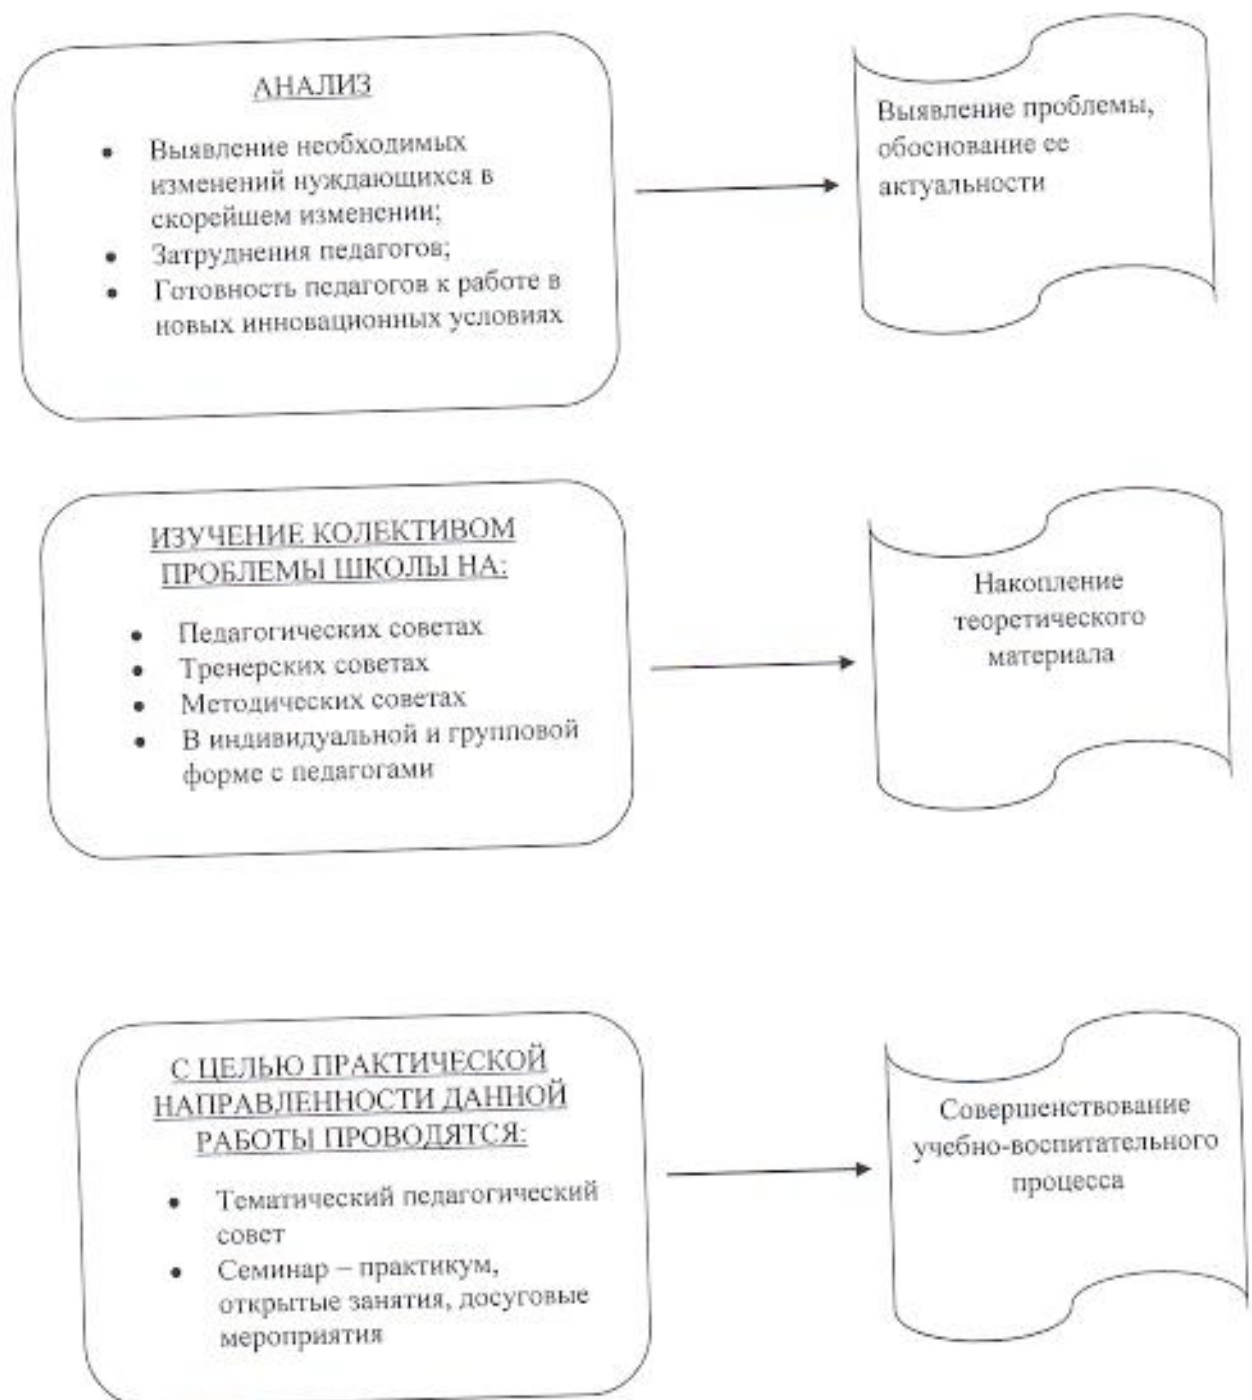 АНАЛИЗ
• Выявление необходимых
изменений нуждающихся в
скорейшем изменении;
• Затруднения педагогов;
• Готовность педагогов к работе в
новых инновационных условиях
Выявление проблемы,
обоснование ее
актуальности
ИЗУЧЕНИЕ КОЛЕКТИВОМ
ПРОБЛЕМЫ ШКОЛЫ НА:
• Педагогических советах
• Тренерских советах
• Методических советах
• В индивидуальной и групповой
форме с педагогами
Накопление
теоретического
материала
С ЦЕЛЬЮ ПРАКТИЧЕСКОЙ
НАПРАВЛЕННОСТИ ДАННОЙ
РАБОТЫ ПРОВОДЯТСЯ:
• Тематический педагогический
совет
• Семинар – практикум,
открытые занятия, досуговые
мероприятия
Совершенствование
учебно-воспитательного
процесса